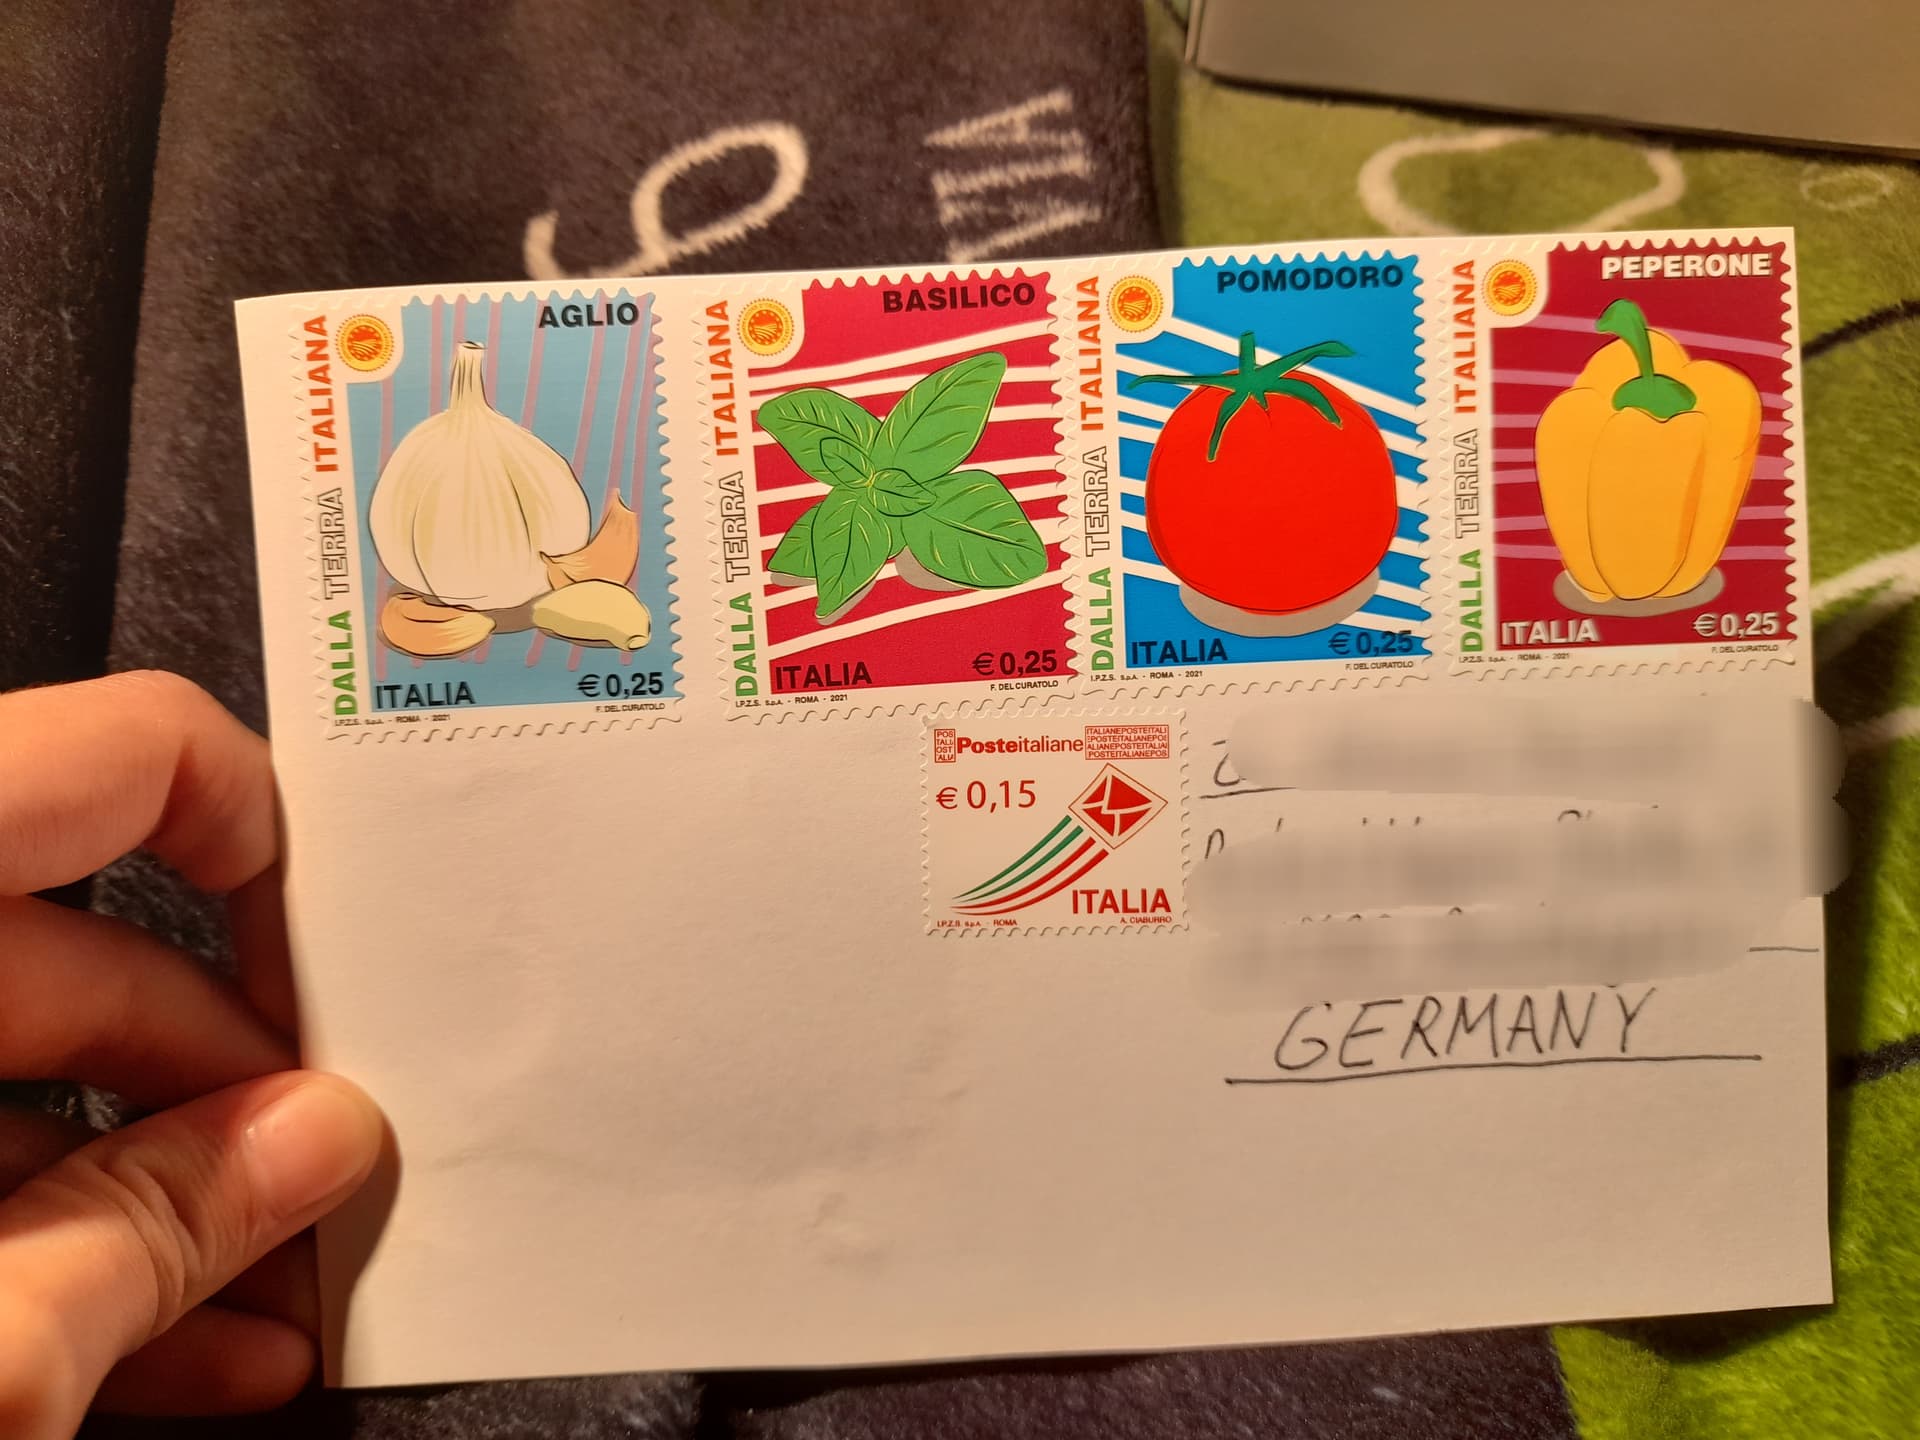 AGLIO
DALLA TERRA ITALIANA
ITALIA
€0,25
I.P.Z.S. S.p.A. - ROMA - 2021
F. DEL CURATOLO
BASILICO
DALLA TERRA ITALIANA
ITALIA
€0,25
I.P.Z.S. S.p.A. - ROMA - 2021
F. DEL CURATOLO
POMODORO
DALLA TERRA ITALIANA
ITALIA
€0,25
I.P.Z.S. S.p.A. - ROMA - 2021
F. DEL CURATOLO
PEPERONE
DALLA TERRA ITALIANA
ITALIA
€0,25
I.P.Z.S. S.p.A. - ROMA - 2021
F. DEL CURATOLO
Posteitaliane
€ 0,15
ITALIA
I.P.Z.S. S.p.A. - ROMA
A. CIABURRO
GERMANY